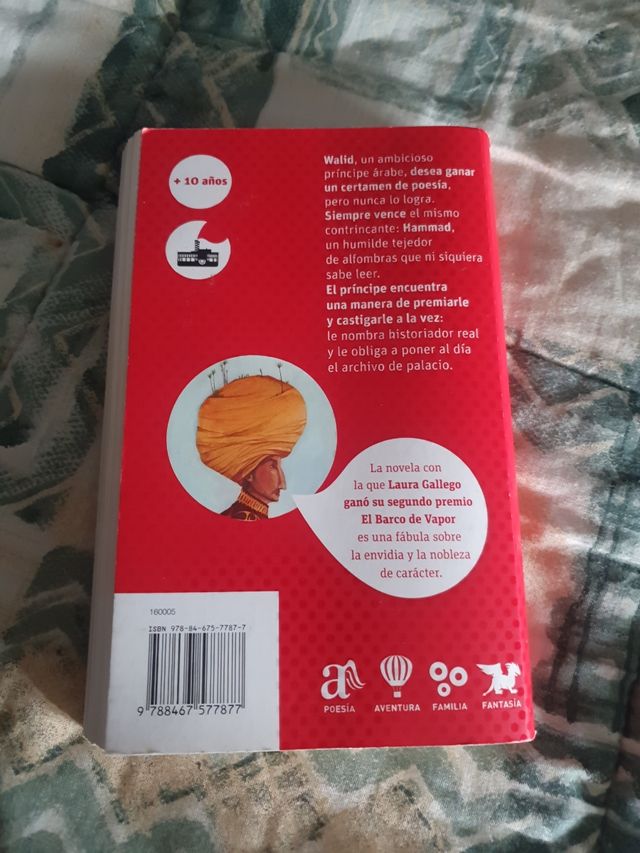 + 10 años
Walid, un ambicioso
príncipe árabe, desea ganar
un certamen de poesía,
pero nunca lo logra.
Siempre vence el mismo
contrincante: Hammad,
un humilde tejedor
de alfombras que ni siquiera
sabe leer.
El príncipe encuentra
una manera de premiarle
y castigarle a la vez:
le nombra historiador real
y le obliga a poner al día
el archivo de palacio.
La novela con
la que Laura Gallego
ganó su segundo premio
El Barco de Vapor
es una fábula sobre
la envidia y la nobleza
de carácter.
160005
ISBN 978-84-675-7787-7
9 788467 577877
a
POESÍA
AVENTURA
FAMILIA
FANTASÍA